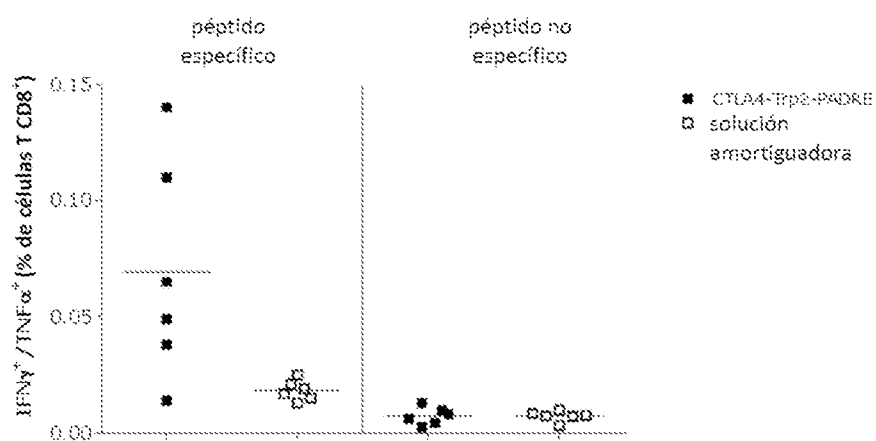 péptido
específico
péptido no
específico
0.15
0.10
0.05
0.00
IFNγ⁺ / TNFα⁺ (% de células T CD8⁺)
CTLA4-Trp2-PADRE
solución
amortiguadora